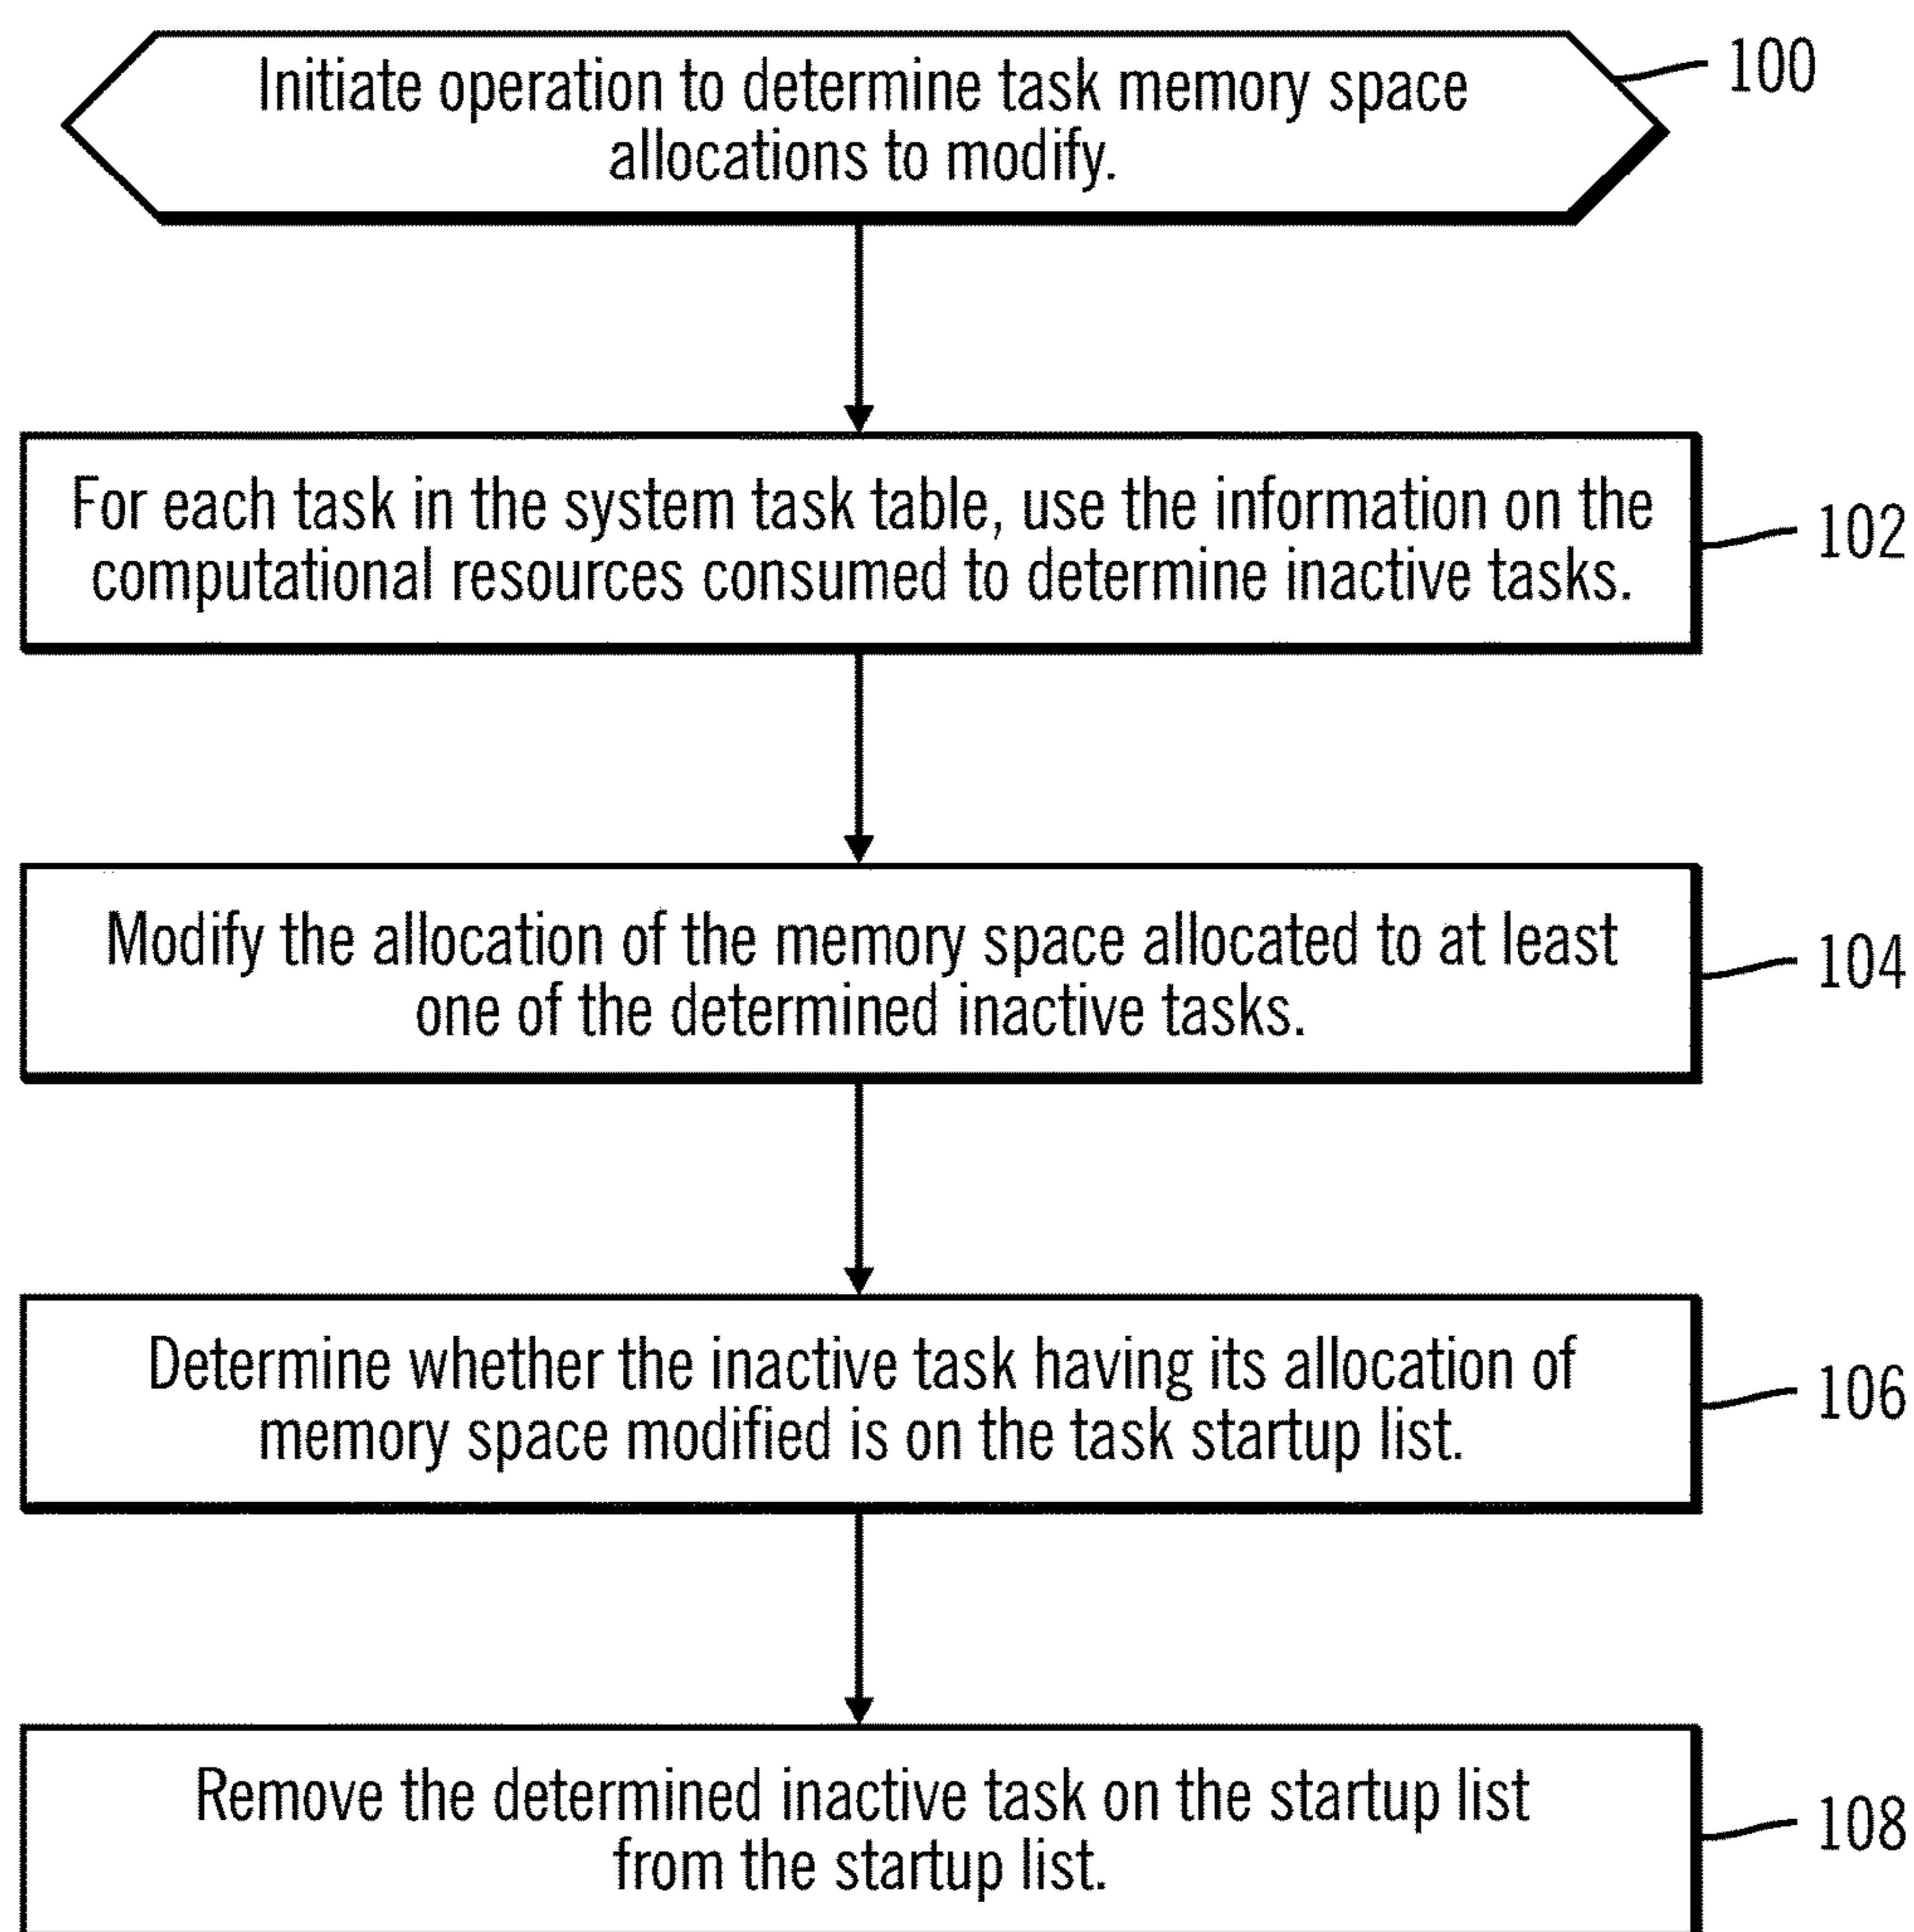 Initiate operation to determine task memory space
allocations to modify.
100
For each task in the system task table, use the information on the
computational resources consumed to determine inactive tasks.
102
Modify the allocation of the memory space allocated to at least
one of the determined inactive tasks.
104
Determine whether the inactive task having its allocation of
memory space modified is on the task startup list.
106
Remove the determined inactive task on the startup list
from the startup list.
108